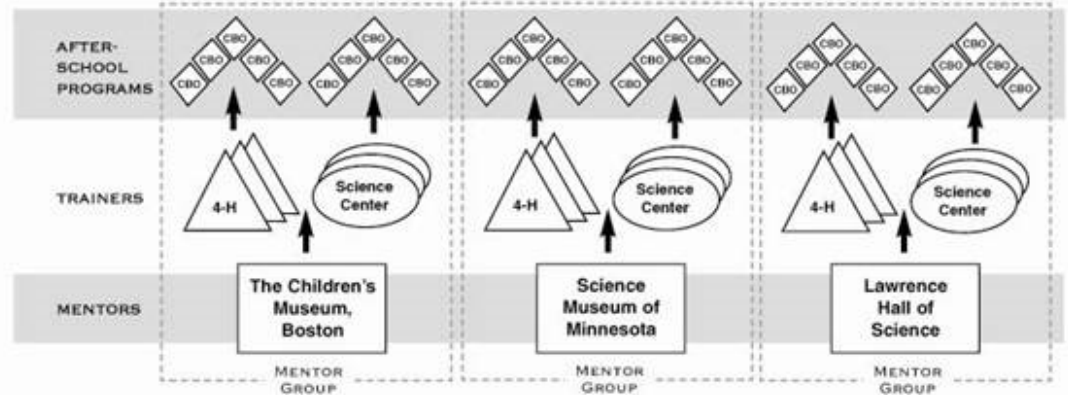 AFTER-
SCHOOL
PROGRAMS
CBO CBO CBO CBO CBO CBO
CBO CBO CBO CBO CBO CBO CBO CBO CBO CBO CBO CBO
CBO CBO CBO CBO CBO CBO CBO CBO CBO CBO CBO CBO
TRAINERS
4-H
Science
Center
4-H
Science
Center
4-H
Science
Center
MENTORS
The Children's
Museum,
Boston
Science
Museum of
Minnesota
Lawrence
Hall of
Science
MENTOR
GROUP
MENTOR
GROUP
MENTOR
GROUP